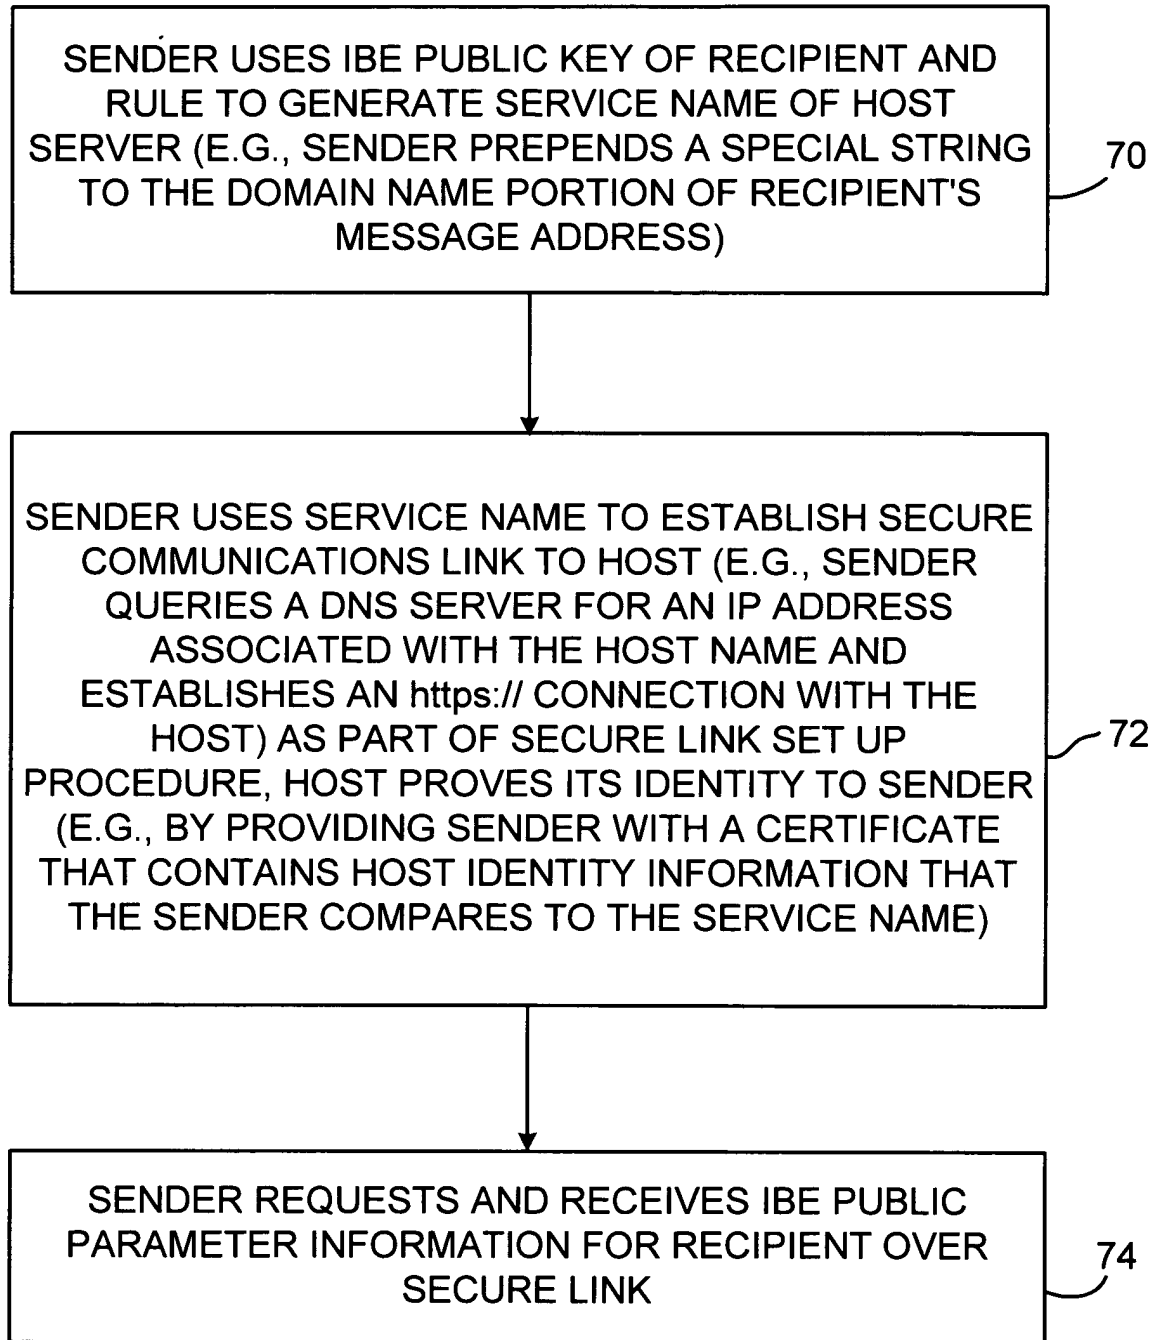 SENDER USES IBE PUBLIC KEY OF RECIPIENT AND
RULE TO GENERATE SERVICE NAME OF HOST
SERVER (E.G., SENDER PREPENDS A SPECIAL STRING
TO THE DOMAIN NAME PORTION OF RECIPIENT'S
MESSAGE ADDRESS)
70
SENDER USES SERVICE NAME TO ESTABLISH SECURE
COMMUNICATIONS LINK TO HOST (E.G., SENDER
QUERIES A DNS SERVER FOR AN IP ADDRESS
ASSOCIATED WITH THE HOST NAME AND
ESTABLISHES AN https:// CONNECTION WITH THE
HOST) AS PART OF SECURE LINK SET UP
PROCEDURE, HOST PROVES ITS IDENTITY TO SENDER
(E.G., BY PROVIDING SENDER WITH A CERTIFICATE
THAT CONTAINS HOST IDENTITY INFORMATION THAT
THE SENDER COMPARES TO THE SERVICE NAME)
72
SENDER REQUESTS AND RECEIVES IBE PUBLIC
PARAMETER INFORMATION FOR RECIPIENT OVER
SECURE LINK
74